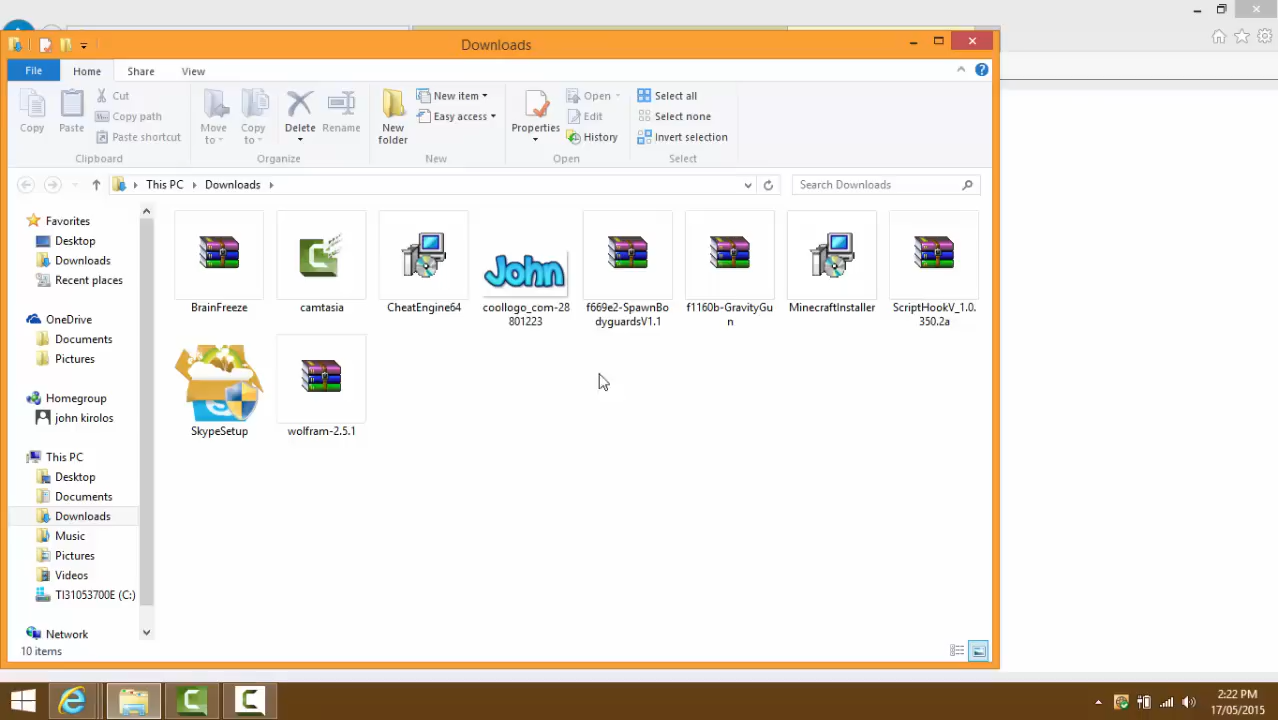 Downloads
File Home Share View
Copy
Paste
Cut
Copy path
Paste shortcut
Clipboard
Move
to
Copy
to
Delete
Rename
Organize
New
folder
New item
Easy access
New
Properties
Open
Edit
History
Open
Select all
Select none
Invert selection
Select
This PC Downloads
Search Downloads
Favorites
Desktop
Downloads
Recent places
OneDrive
Documents
Pictures
Homegroup
john kirolos
This PC
Desktop
Documents
Downloads
Music
Pictures
Videos
TI31053700E (C:)
Network
BrainFreeze
camtasia
CheatEngine64
John
coollogo_com-28
801223
f669e2-SpawnBo
dyguardsV1.1
f1160b-GravityGu
n
MinecraftInstaller
ScriptHookV_1.0.
350.2a
SkypeSetup
wolfram-2.5.1
10 items
2:22 PM
17/05/2015